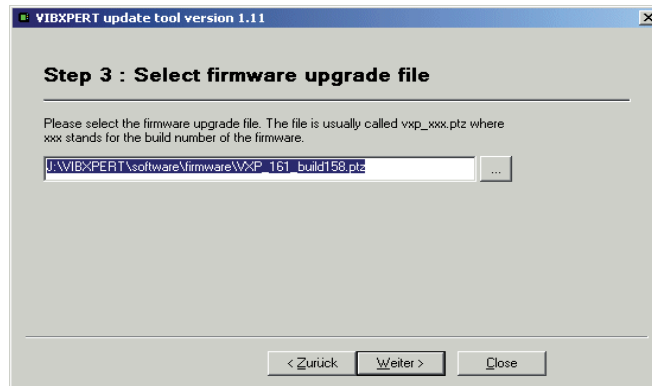 VIBXPERT update tool version 1.11
Step 3 : Select firmware upgrade file
Please select the firmware upgrade file. The file is usually called vxp_xxx.ptz where
xxx stands for the build number of the firmware.
J:\VIBXPERT\software\firmware\VXP_161_build158.ptz
...
< Zurück
Weiter >
Close